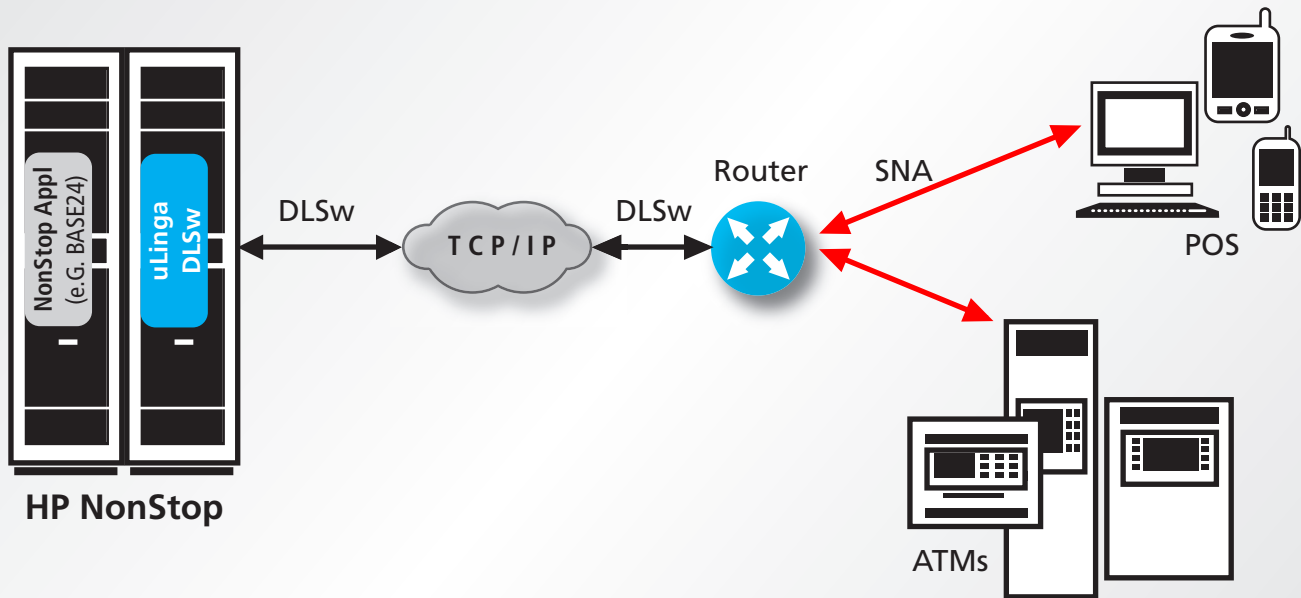 NonStop Appl
(e.G. BASE24)
uLinga
DLSw
DLSw
TCP/IP
DLSw
Router
SNA
POS
HP NonStop
ATMs